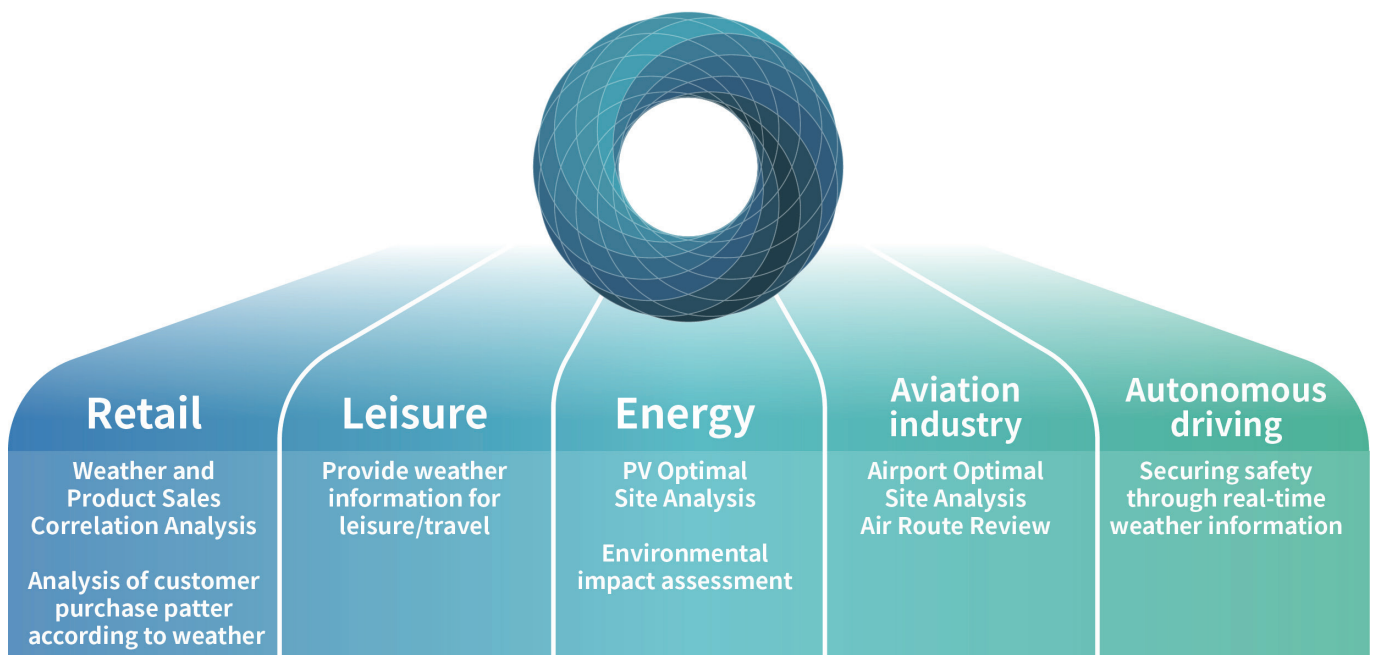 Retail
Weather and
Product Sales
Correlation Analysis
Analysis of customer
purchase patter
according to weather
Leisure
Provide weather
information for
leisure/travel
Energy
PV Optimal
Site Analysis
Environmental
impact assessment
Aviation
industry
Airport Optimal
Site Analysis
Air Route Review
Autonomous
driving
Securing safety
through real-time
weather information